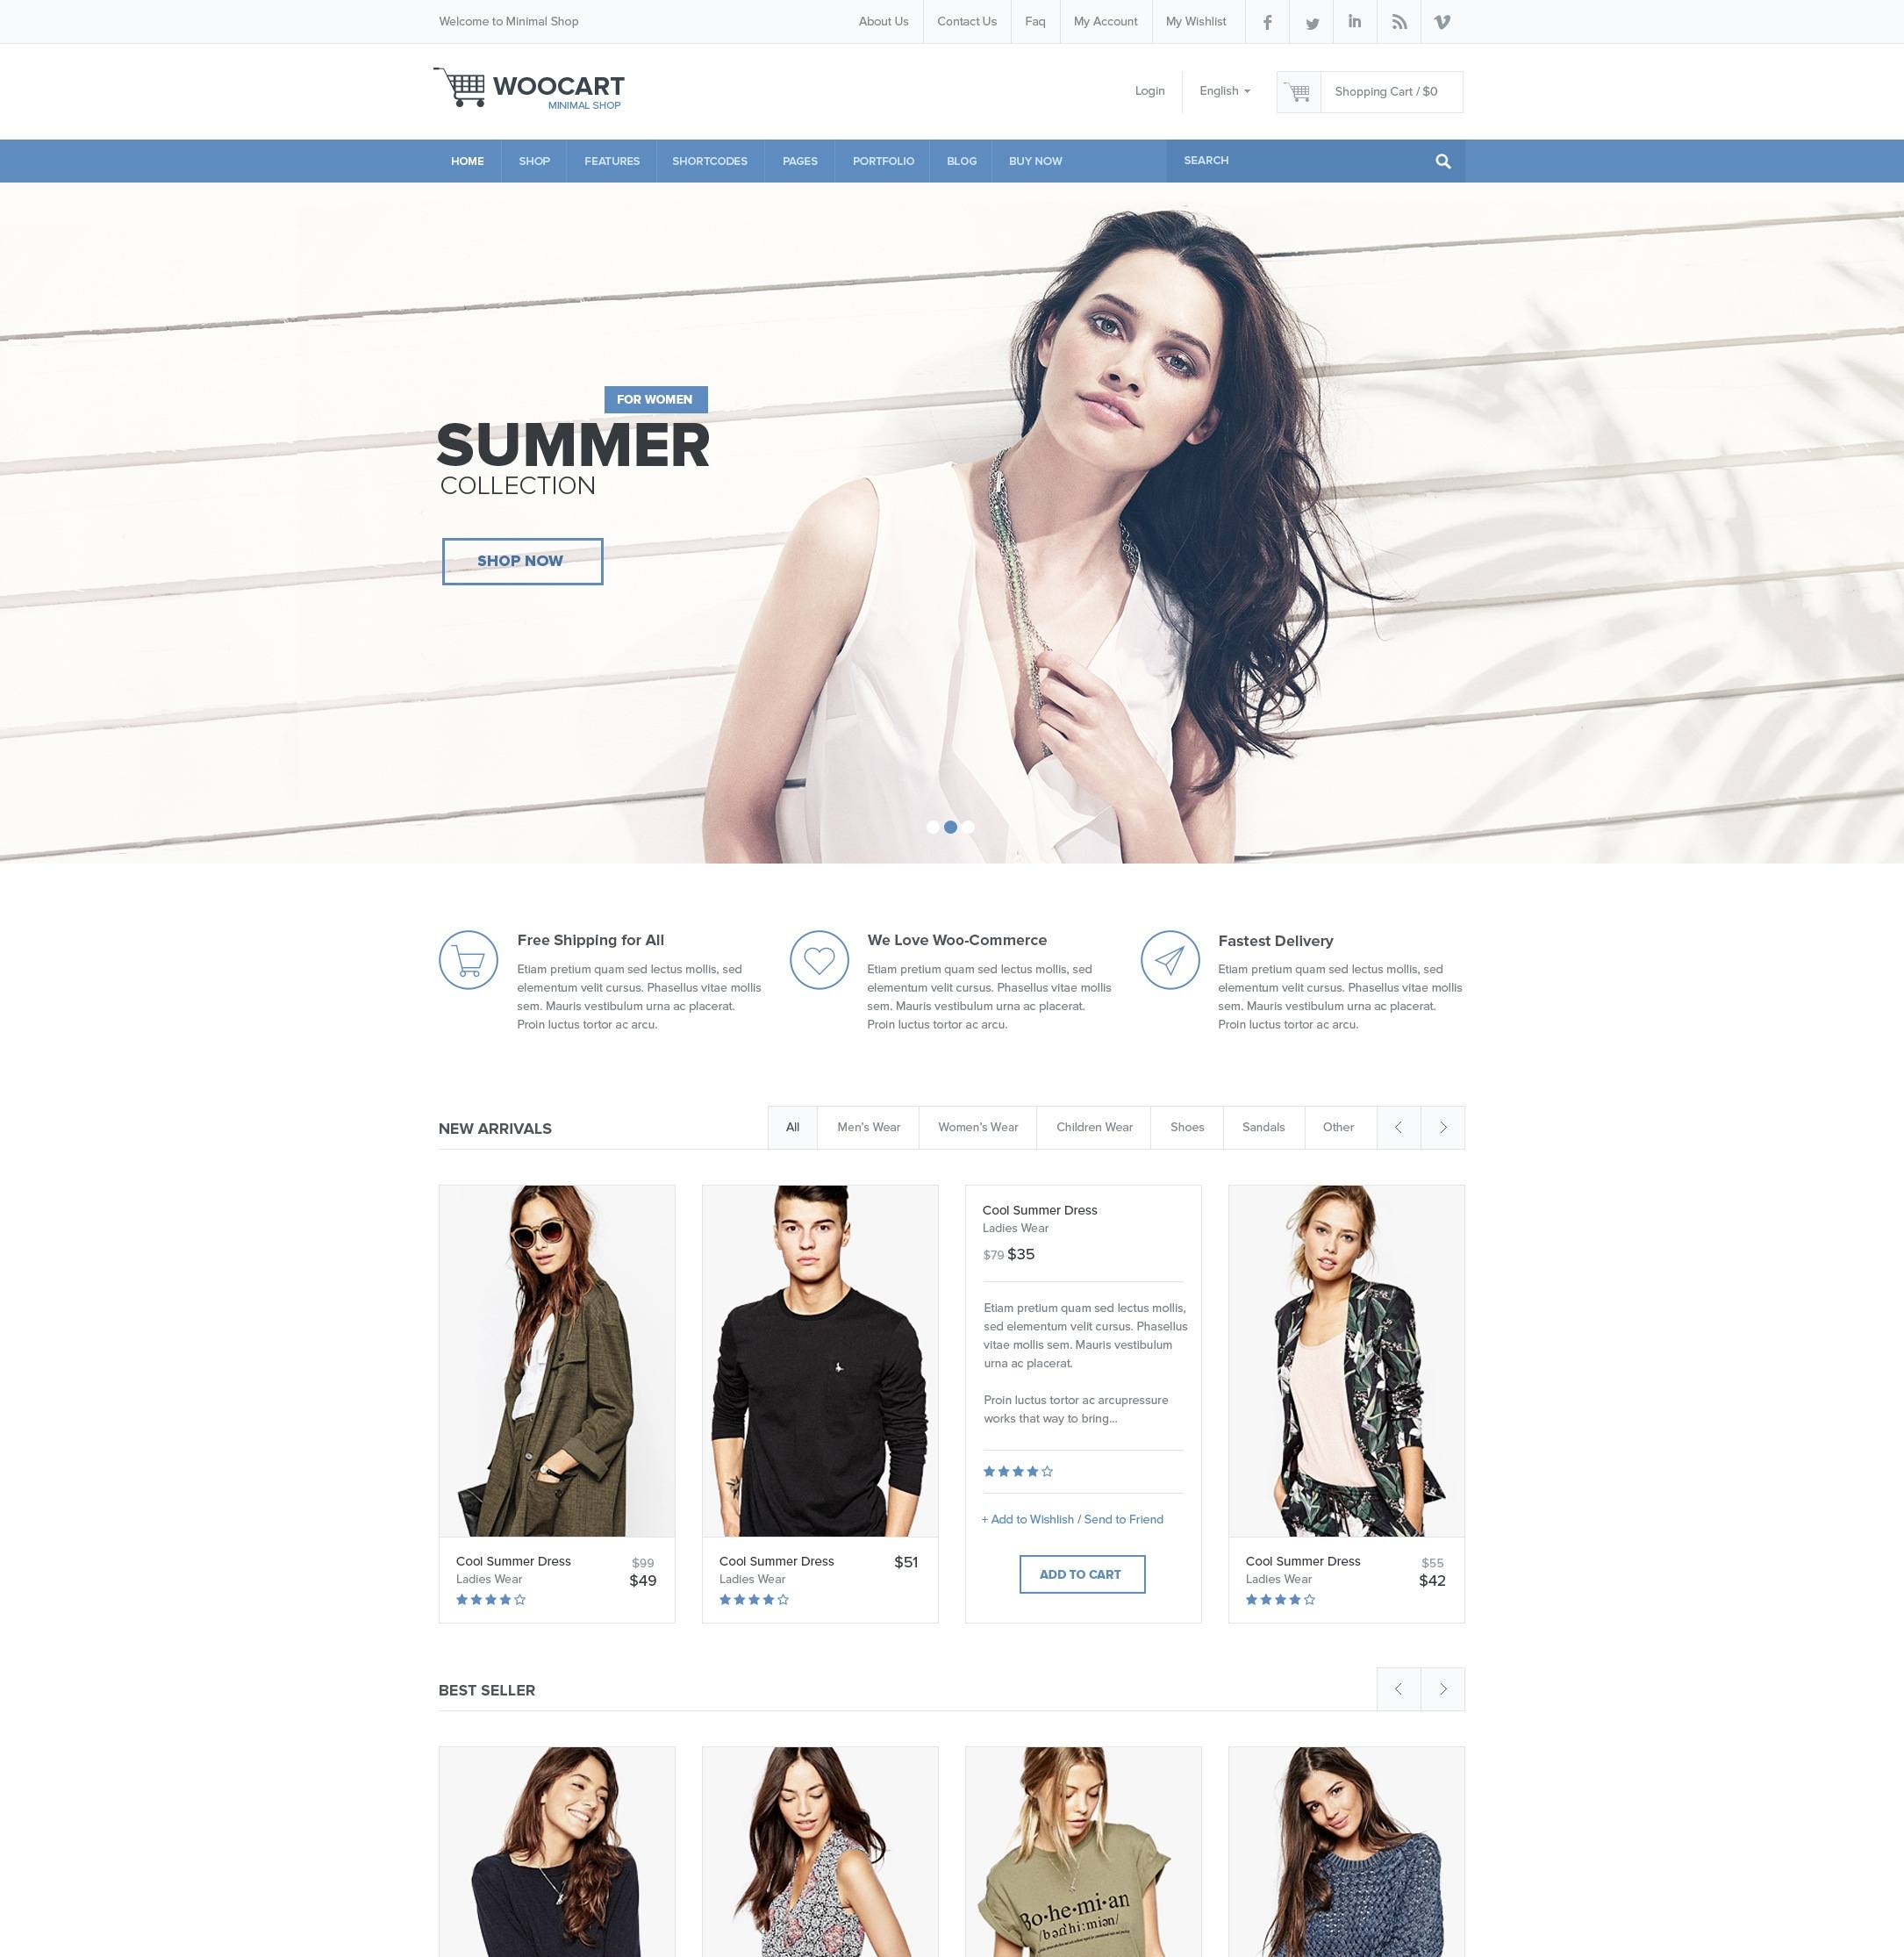 Welcome to Minimal Shop
About Us
Contact Us
Faq
My Account
My Wishlist
WOOCART
MINIMAL SHOP
Login
English
Shopping Cart / $0
HOME
SHOP
FEATURES
SHORTCODES
PAGES
PORTFOLIO
BLOG
BUY NOW
SEARCH
FOR WOMEN
SUMMER
COLLECTION
SHOP NOW
Free Shipping for All
Etiam pretium quam sed lectus mollis, sed
elementum velit cursus. Phasellus vitae mollis
sem. Mauris vestibulum urna ac placerat.
Proin luctus tortor ac arcu.
We Love Woo-Commerce
Etiam pretium quam sed lectus mollis, sed
elementum velit cursus. Phasellus vitae mollis
sem. Mauris vestibulum urna ac placerat.
Proin luctus tortor ac arcu.
Fastest Delivery
Etiam pretium quam sed lectus mollis, sed
elementum velit cursus. Phasellus vitae mollis
sem. Mauris vestibulum urna ac placerat.
Proin luctus tortor ac arcu.
NEW ARRIVALS
All
Men's Wear
Women's Wear
Children Wear
Shoes
Sandals
Other
Cool Summer Dress
$99
Ladies Wear
$49
Cool Summer Dress
$51
Ladies Wear
Cool Summer Dress
Ladies Wear
$79 $35
Etiam pretium quam sed lectus mollis,
sed elementum velit cursus. Phasellus
vitae mollis sem. Mauris vestibulum
urna ac placerat.
Proin luctus tortor ac arcupressure
works that way to bring...
+ Add to Wishlish / Send to Friend
ADD TO CART
Cool Summer Dress
$55
Ladies Wear
$42
BEST SELLER
Bo·he·mi·an
/bəʊˈhiːmiən/